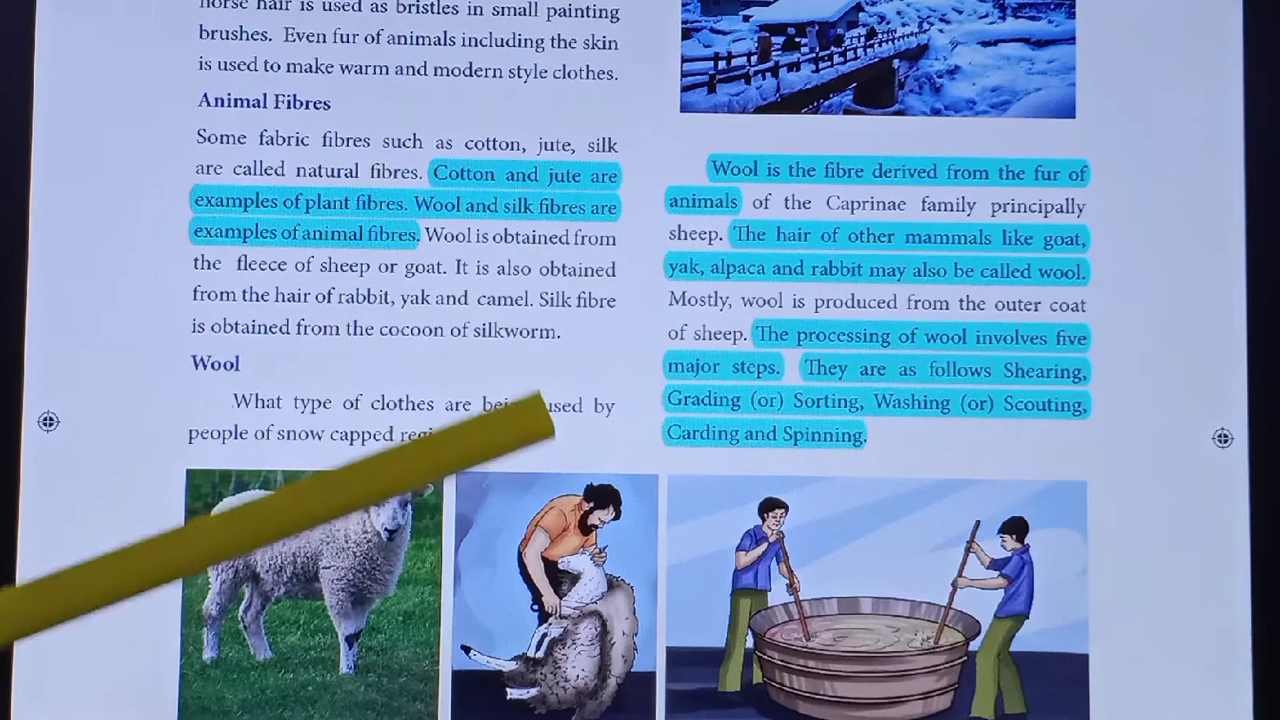 horse hair is used as bristles in small painting
brushes. Even fur of animals including the skin
is used to make warm and modern style clothes.
Animal Fibres
Some fabric fibres such as cotton, jute, silk
are called natural fibres. Cotton and jute are
examples of plant fibres. Wool and silk fibres are
examples of animal fibres. Wool is obtained from
the fleece of sheep or goat. It is also obtained
from the hair of rabbit, yak and camel. Silk fibre
is obtained from the cocoon of silkworm.
Wool
What type of clothes are being used by
people of snow capped
Wool is the fibre derived from the fur of
animals of the Caprinae family principally
sheep. The hair of other mammals like goat,
yak, alpaca and rabbit may also be called wool.
Mostly, wool is produced from the outer coat
of sheep. The processing of wool involves five
major steps. They are as follows Shearing,
Grading (or) Sorting, Washing (or) Scouting,
Carding and Spinning.